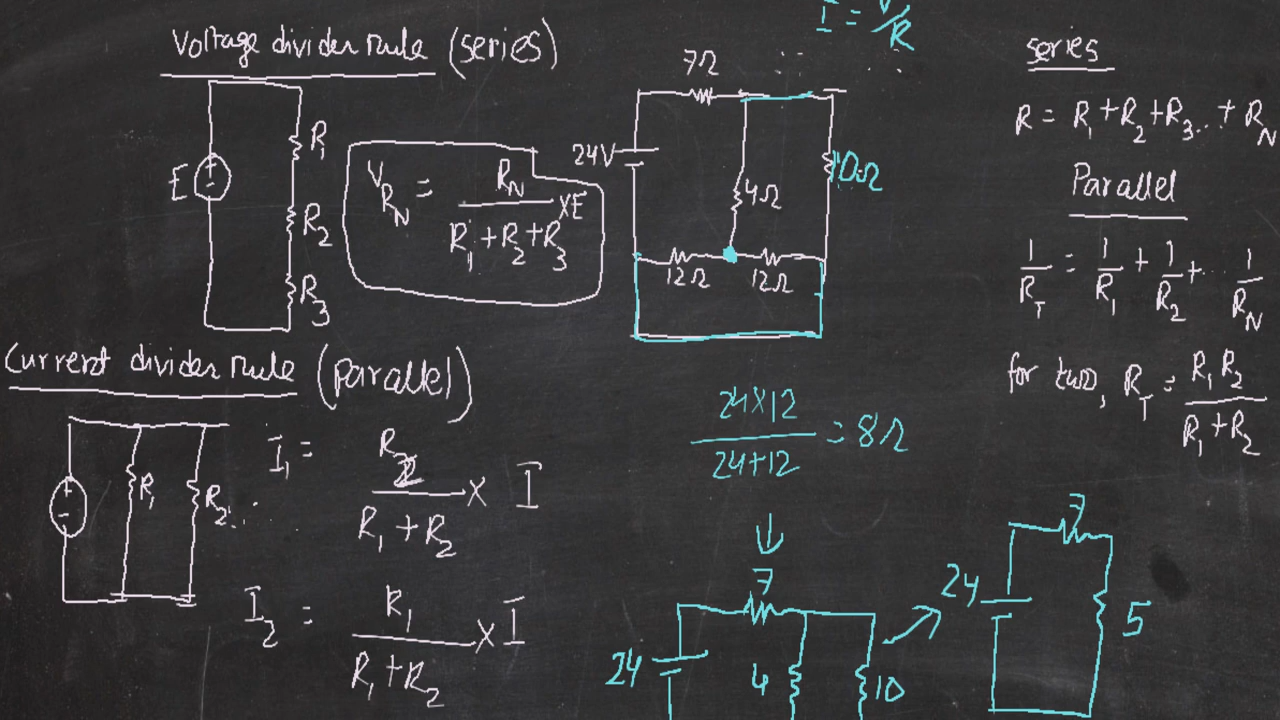 Voltage divider rule (series)
E
R1
R2
R3
V_RN = R_N / (R1+R2+R3) XE
Current divider rule (parallel)
R1
R2...
I1 = R2 / (R1+R2) X I
I2 = R1 / (R1+R2) X I
I = V/R
7Ω
24V
4Ω
10Ω
12Ω
12Ω
24X12 / 24+12 = 8Ω
↓
7
24
4
10
24
7
5
series
R = R1+R2+R3..+ RN
Parallel
1/RT = 1/R1 + 1/R2 + .. 1/RN
for two, RT = R1R2 / R1+R2